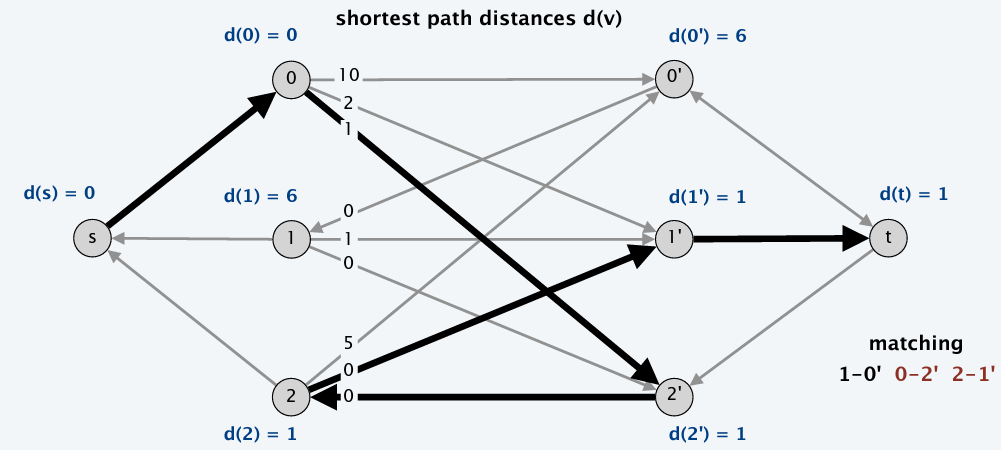 shortest path distances d(v)
d(0) = 0
d(0') = 6
0
10
0'
2
1
d(s) = 0
d(1) = 6
d(1') = 1
d(t) = 1
0
s
1
1
1'
t
0
5
matching
0
1-0' 0-2' 2-1'
2
0
2'
d(2) = 1
d(2') = 1